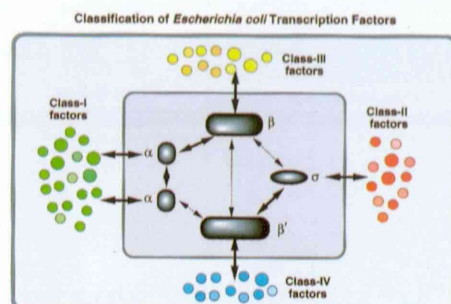 Classification of Escherichia coli Transcription Factors
Class-III
factors
Class-I
factors
Class-II
factors
β
α
σ
α
β'
Class-IV
factors